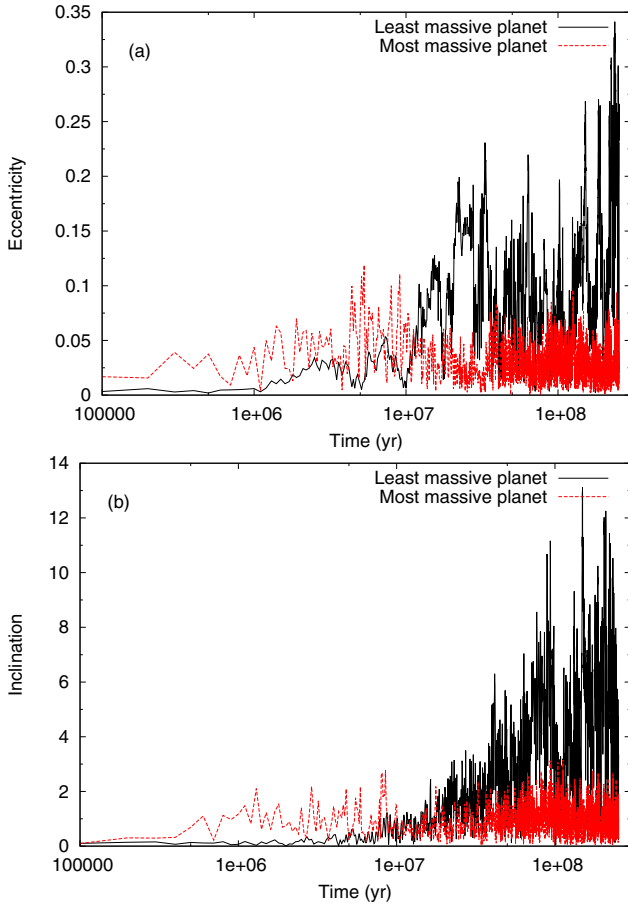 0.35
Least massive planet
(a)
Most massive planet
0.3
0.25
0.2
Eccentricity
0.15
0.1
0.05
0
100000 1e+06 1e+07 1e+08
Time (yr)
14
Least massive planet
(b)
Most massive planet
12
10
8
Inclination
6
4
2
0
100000 1e+06 1e+07 1e+08
Time (yr)